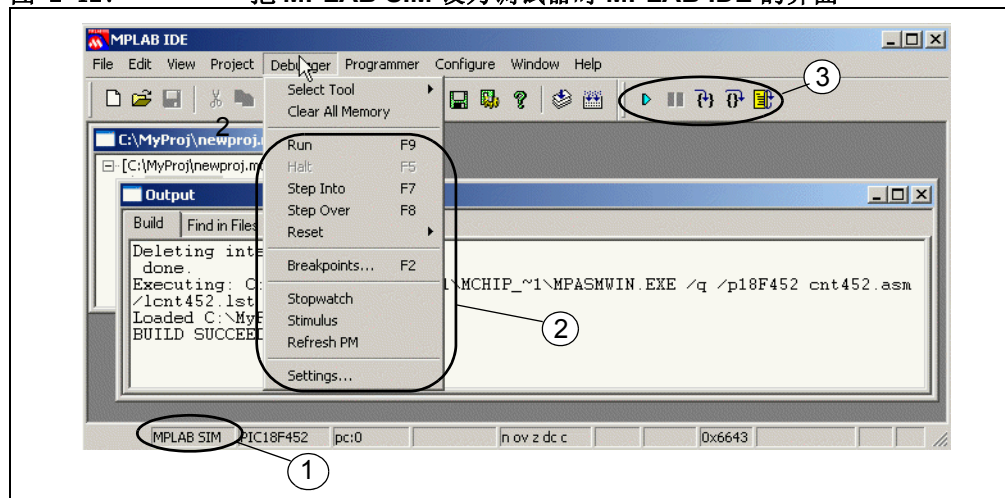 MPLAB IDE
File Edit View Project Debugger Programmer Configure Window Help
3
Select Tool
Clear All Memory
2
C:\MyProj\newproj.
[C:\MyProj\newproj.m
Run F9
Halt F5
Step Into F7
Step Over F8
Reset
Breakpoints... F2
Stopwatch
Stimulus
Refresh PM
Settings...
Output
Build Find in Files
Deleting inte
done.
Executing: C: 1\MCHIP_~1\MPASMWIN.EXE /q /p18F452 cnt452.asm
/lcnt452.lst
Loaded C:\MyP
BUILD SUCCEED
2
MPLAB SIM PIC18F452 pc:0 n ov z dc c 0x6643
1